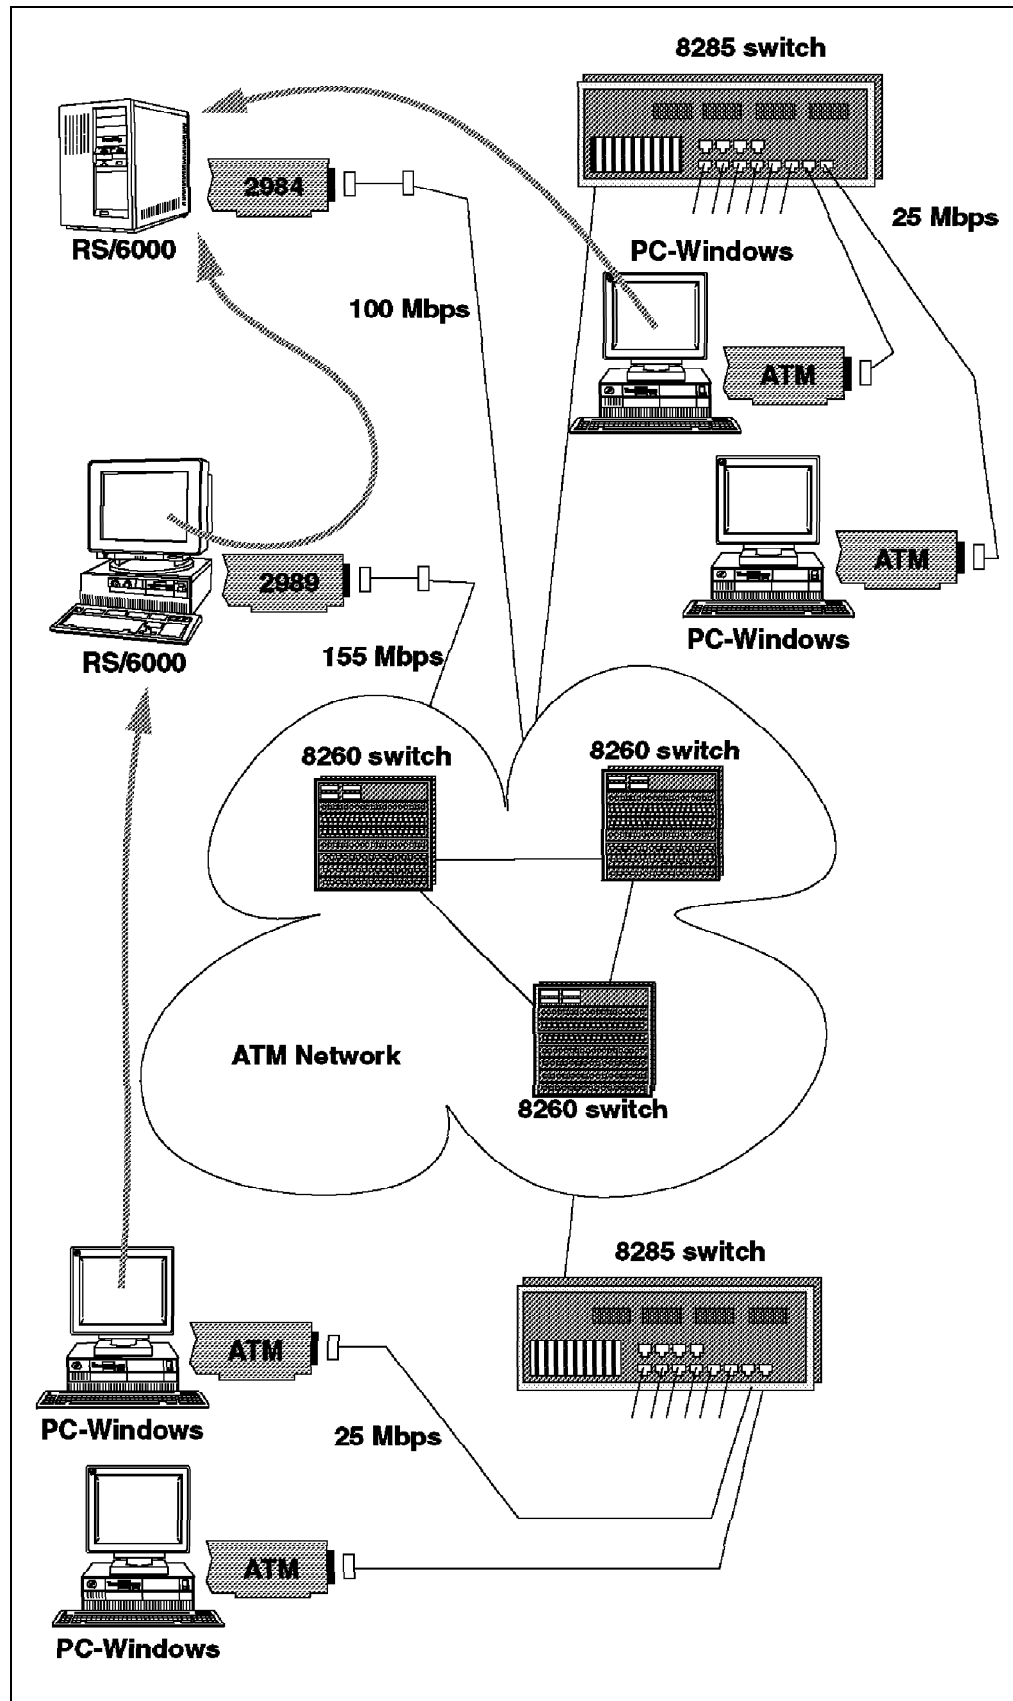 8285 switch
2984
RS/6000
25 Mbps
PC-Windows
100 Mbps
ATM
ATM
2989
PC-Windows
RS/6000
155 Mbps
8260 switch
8260 switch
ATM Network
8260 switch
8285 switch
ATM
PC-Windows
25 Mbps
ATM
PC-Windows